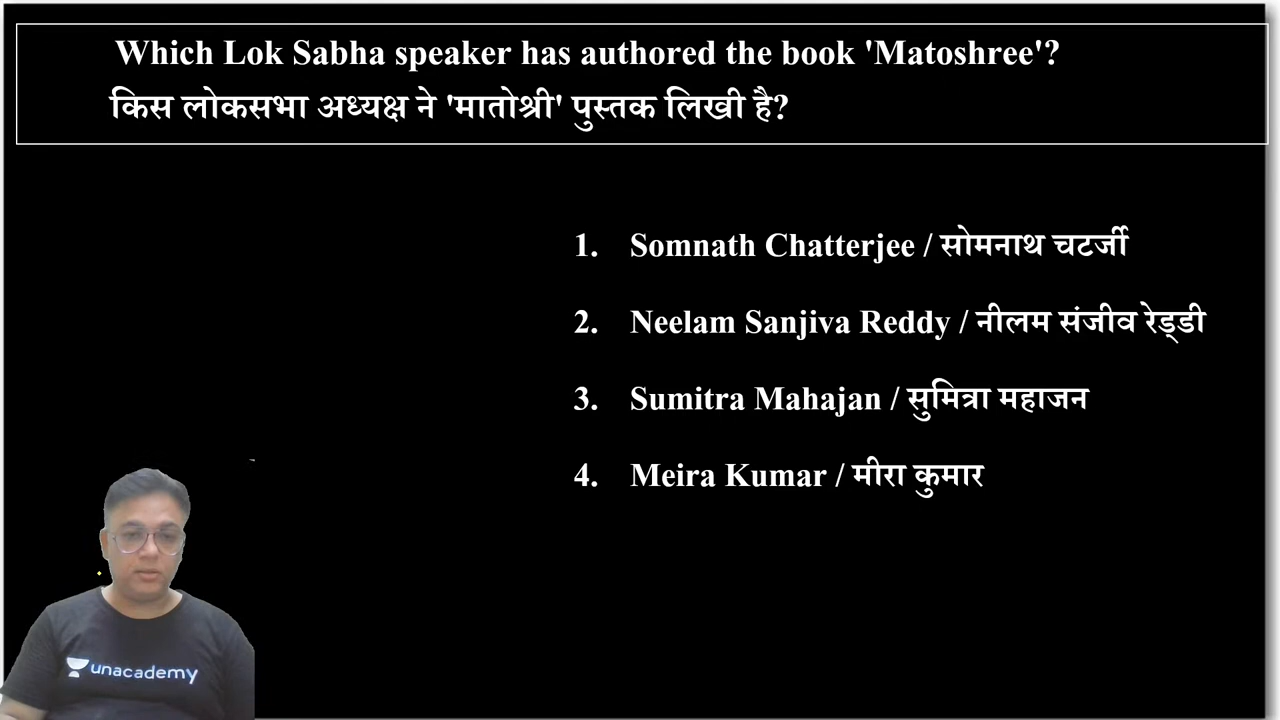 Which Lok Sabha speaker has authored the book 'Matoshree'?
किस लोकसभा अध्यक्ष ने 'मातोश्री' पुस्तक लिखी है?
1. Somnath Chatterjee / सोमनाथ चटर्जी
2. Neelam Sanjiva Reddy / नीलम संजीव रेड्डी
3. Sumitra Mahajan / सुमित्रा महाजन
4. Meira Kumar / मीरा कुमार
unacademy